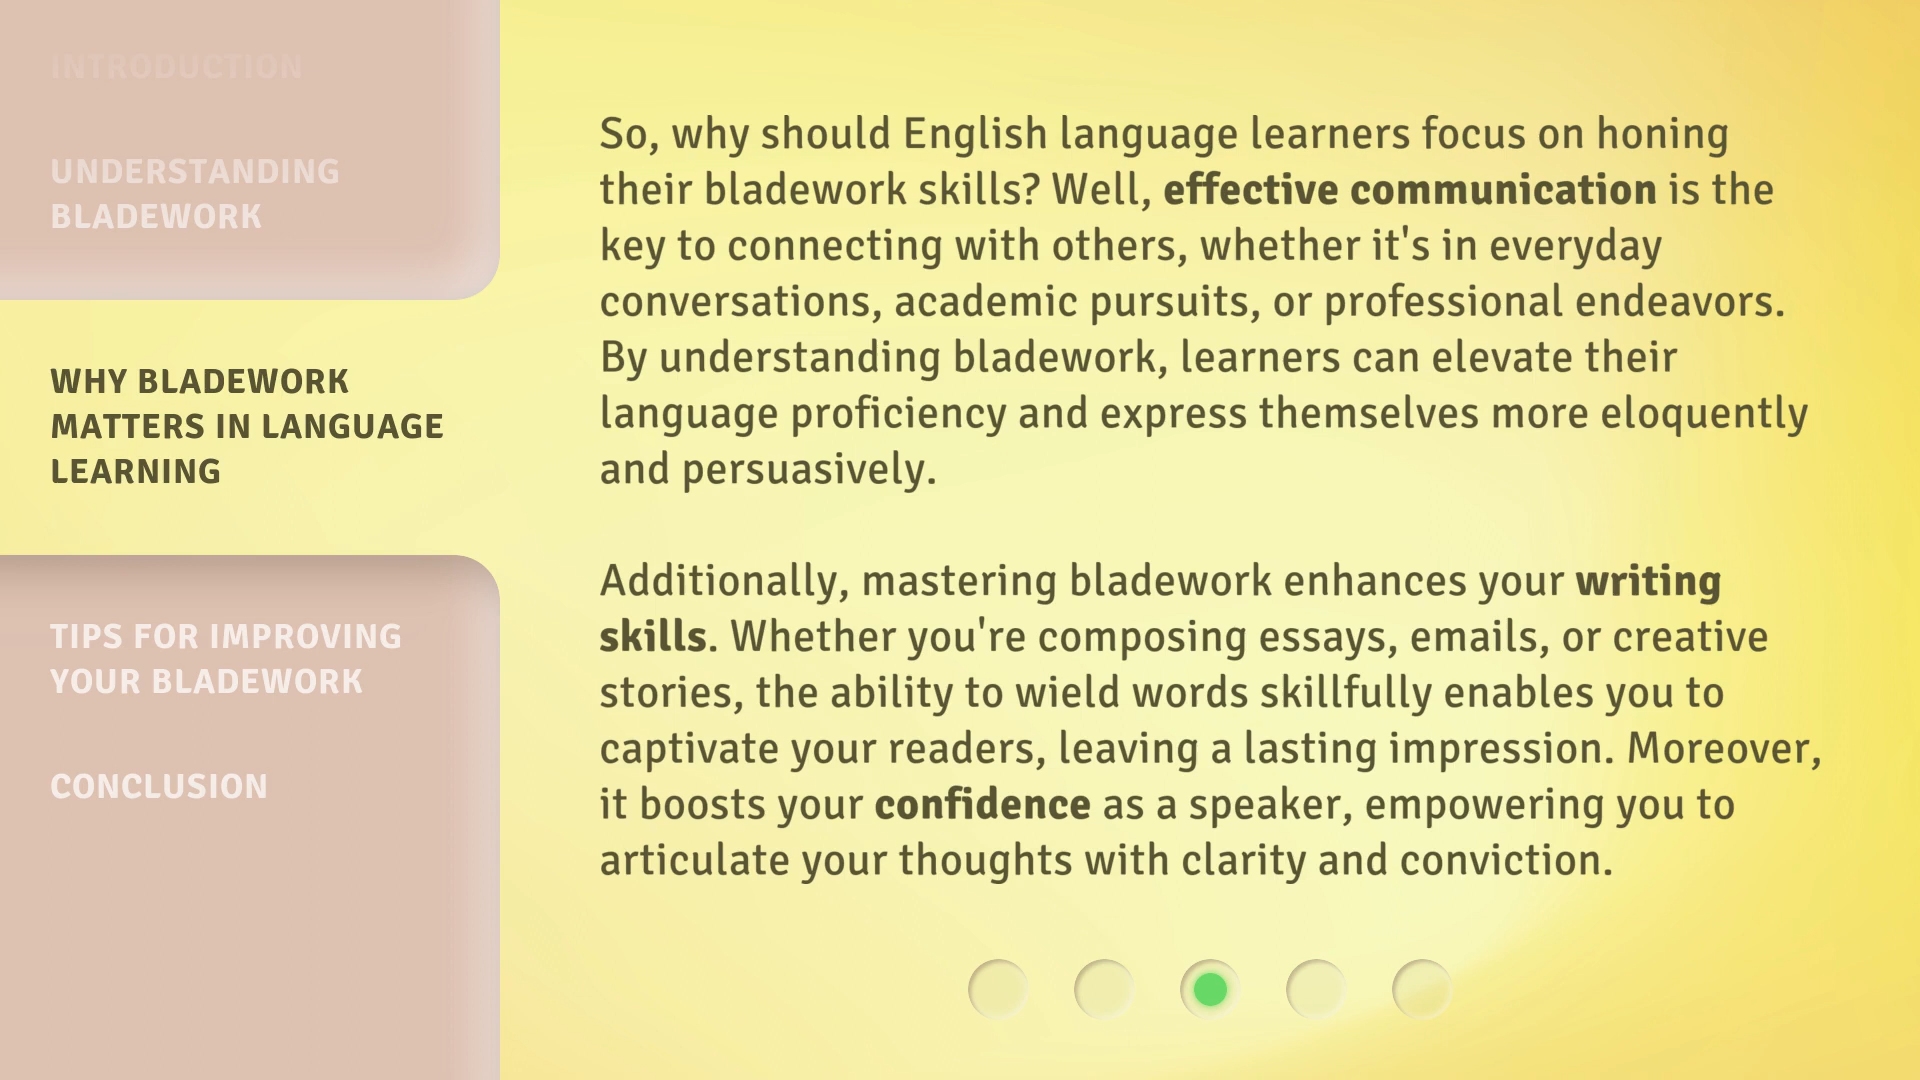 INTRODUCTION
UNDERSTANDING
BLADEWORK
WHY BLADEWORK
MATTERS IN LANGUAGE
LEARNING
TIPS FOR IMPROVING
YOUR BLADEWORK
CONCLUSION
So, why should English language learners focus on honing
their bladework skills? Well, effective communication is the
key to connecting with others, whether it's in everyday
conversations, academic pursuits, or professional endeavors.
By understanding bladework, learners can elevate their
language proficiency and express themselves more eloquently
and persuasively.
Additionally, mastering bladework enhances your writing
skills. Whether you're composing essays, emails, or creative
stories, the ability to wield words skillfully enables you to
captivate your readers, leaving a lasting impression. Moreover,
it boosts your confidence as a speaker, empowering you to
articulate your thoughts with clarity and conviction.